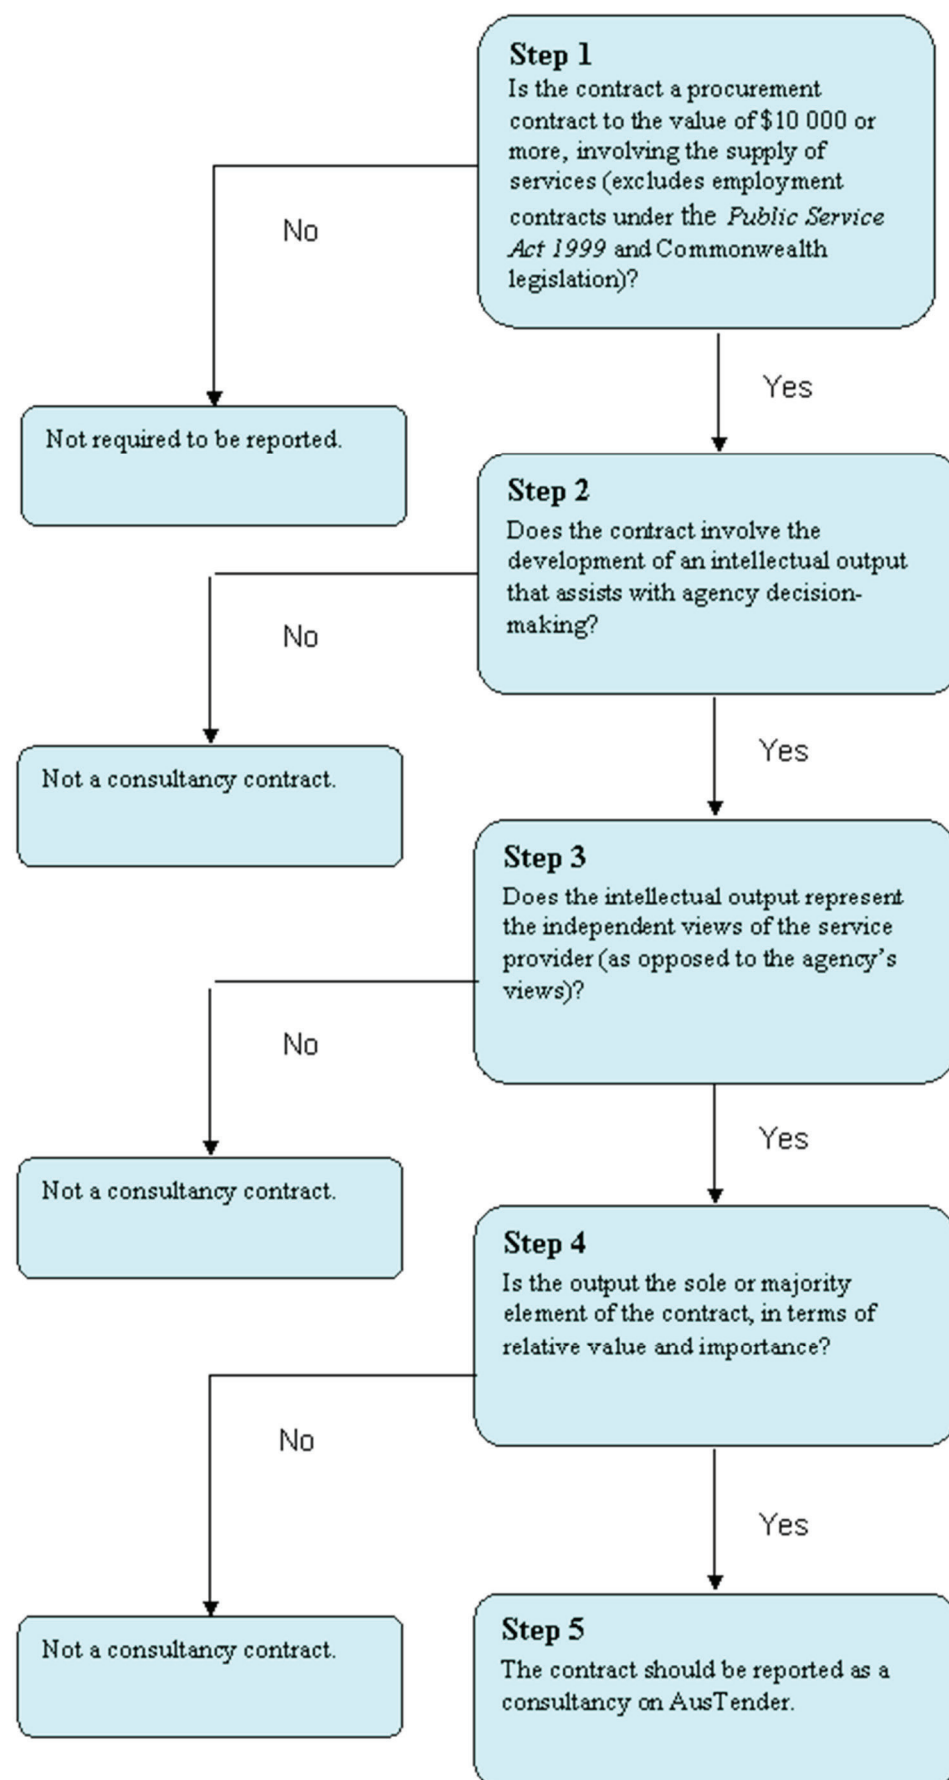 Step 1
Is the contract a procurement
contract to the value of $10 000 or
more, involving the supply of
services (excludes employment
contracts under the Public Service
Act 1999 and Commonwealth
legislation)?
No
Yes
Not required to be reported.
Step 2
Does the contract involve the
development of an intellectual output
that assists with agency decision-
making?
No
Yes
Not a consultancy contract.
Step 3
Does the intellectual output represent
the independent views of the service
provider (as opposed to the agency's
views)?
No
Yes
Not a consultancy contract.
Step 4
Is the output the sole or majority
element of the contract, in terms of
relative value and importance?
No
Yes
Not a consultancy contract.
Step 5
The contract should be reported as a
consultancy on AusTender.